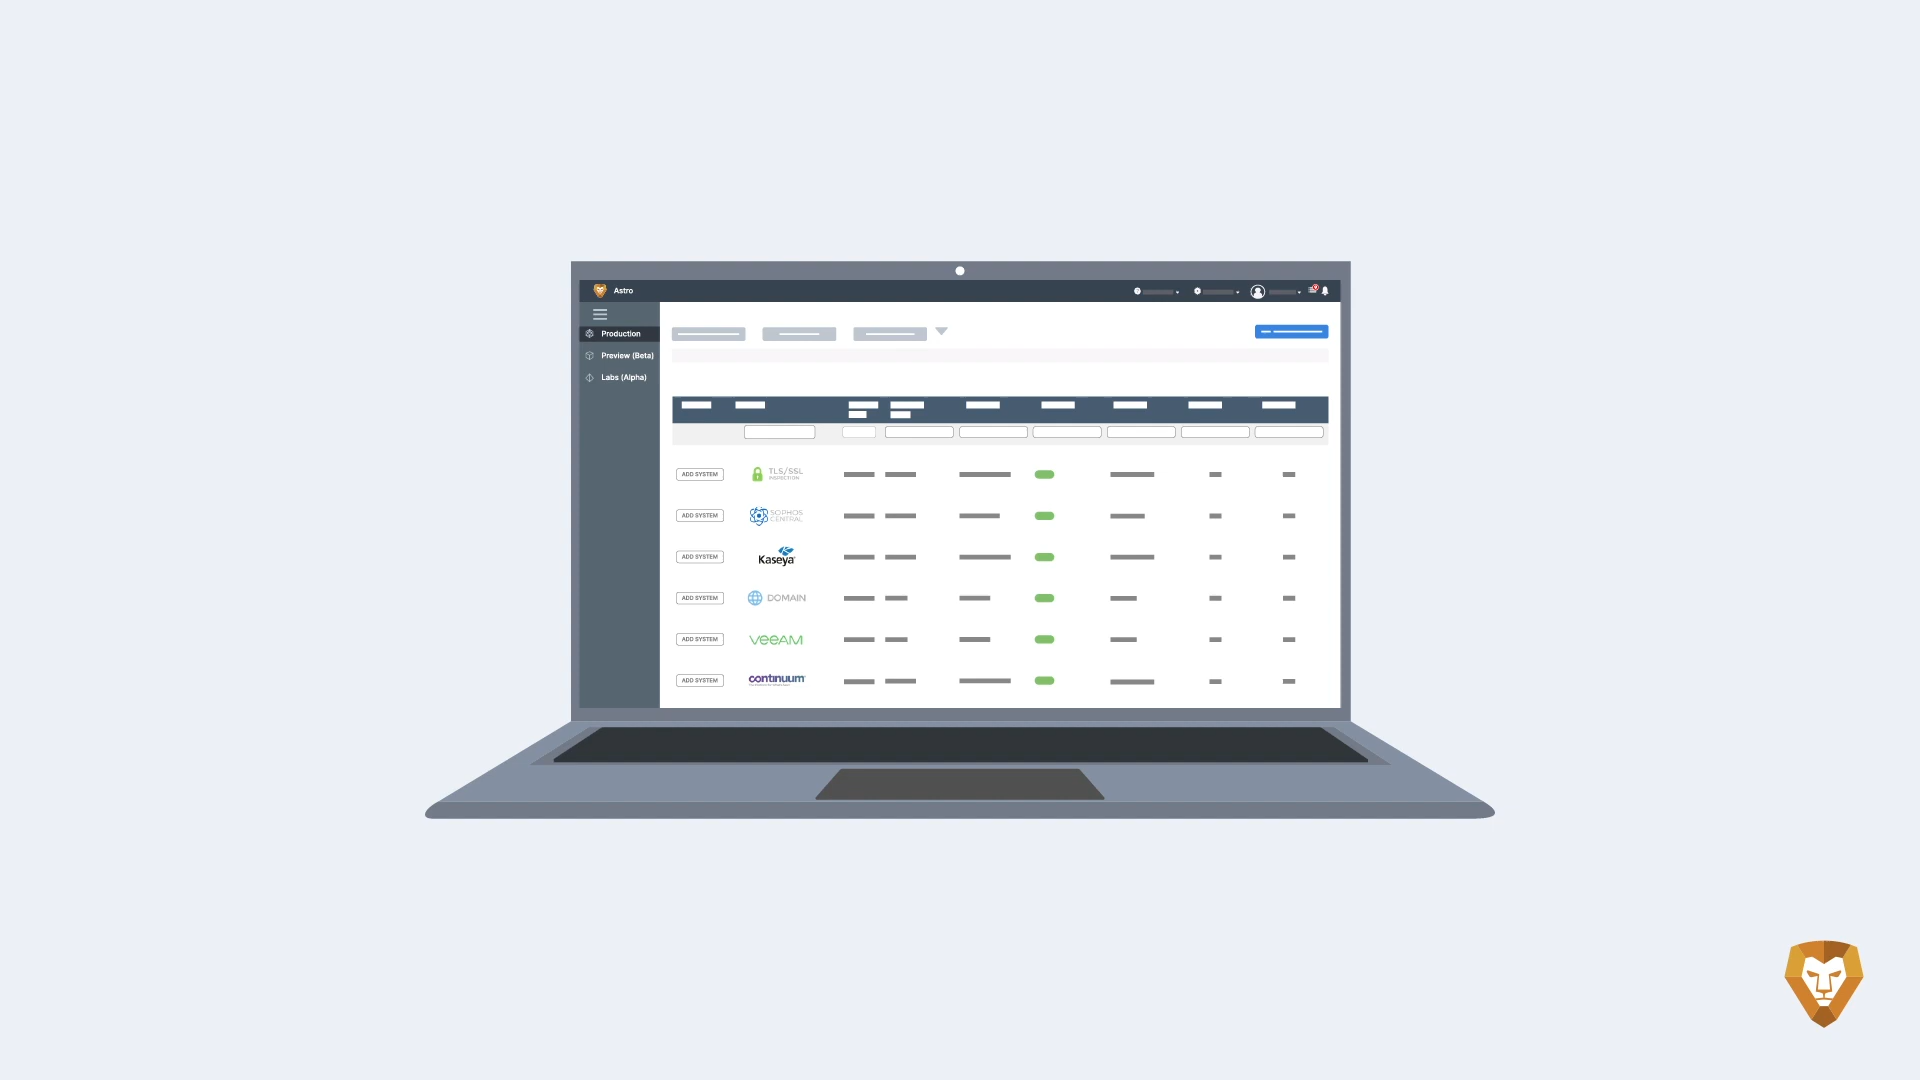 Astro
Production
Preview (Beta)
Labs (Alpha)
ADD SYSTEM
TLS/SSL
INSPECTION
ADD SYSTEM
SOPHOS
CENTRAL
ADD SYSTEM
Kaseya
ADD SYSTEM
DOMAIN
ADD SYSTEM
veeAM
ADD SYSTEM
continuum